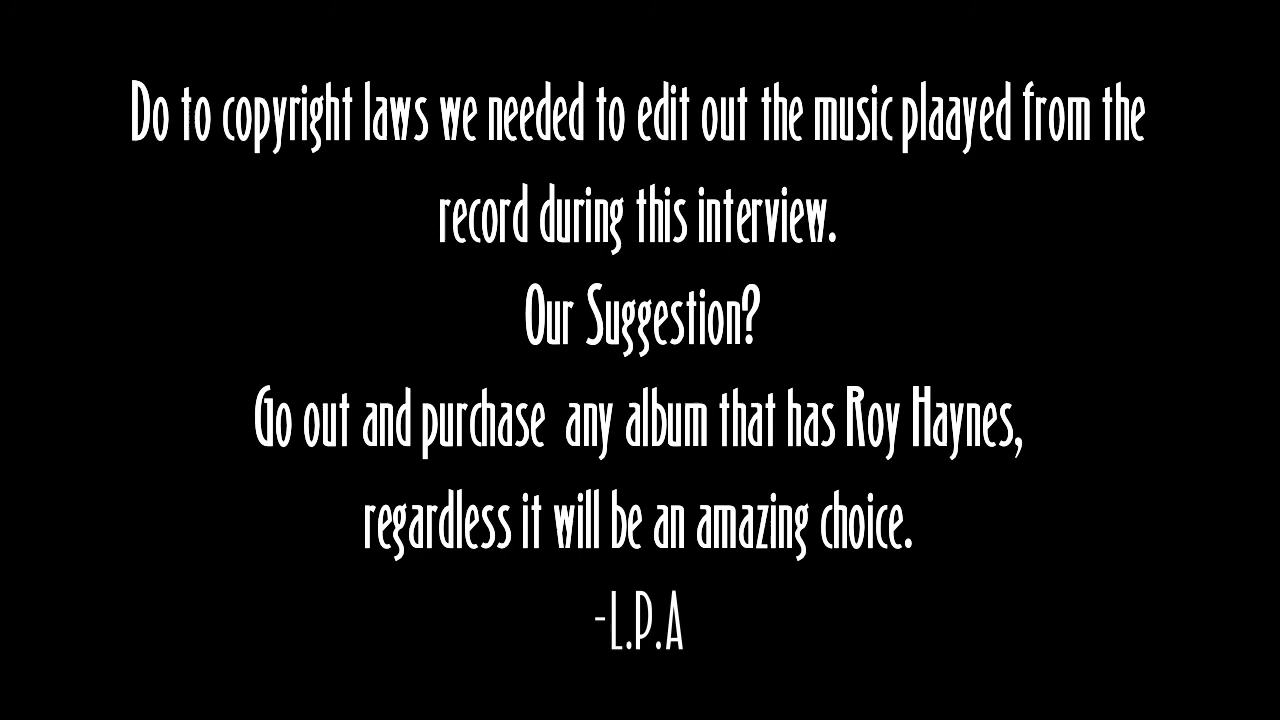 Do to copyright laws we needed to edit out the music plaayed from the
record during this interview.
Our Suggestion?
Go out and purchase  any album that has Roy Haynes,
regardless it will be an amazing choice.
-L.P.A